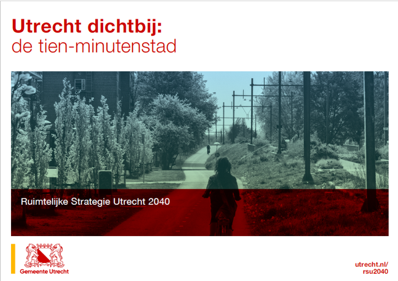 Utrecht dichtbij:
de tien-minutenstad
Ruimtelijke Strategie Utrecht 2040
Gemeente Utrecht
utrecht.nl/
rsu2040